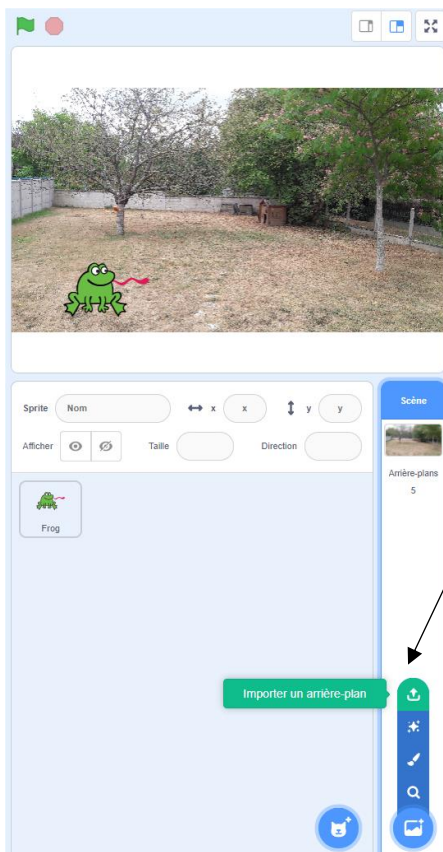 Scène
Sprite Nom x x y y
Afficher Taille Direction
Arrière-plans
5
Frog
Importer un arrière-plan